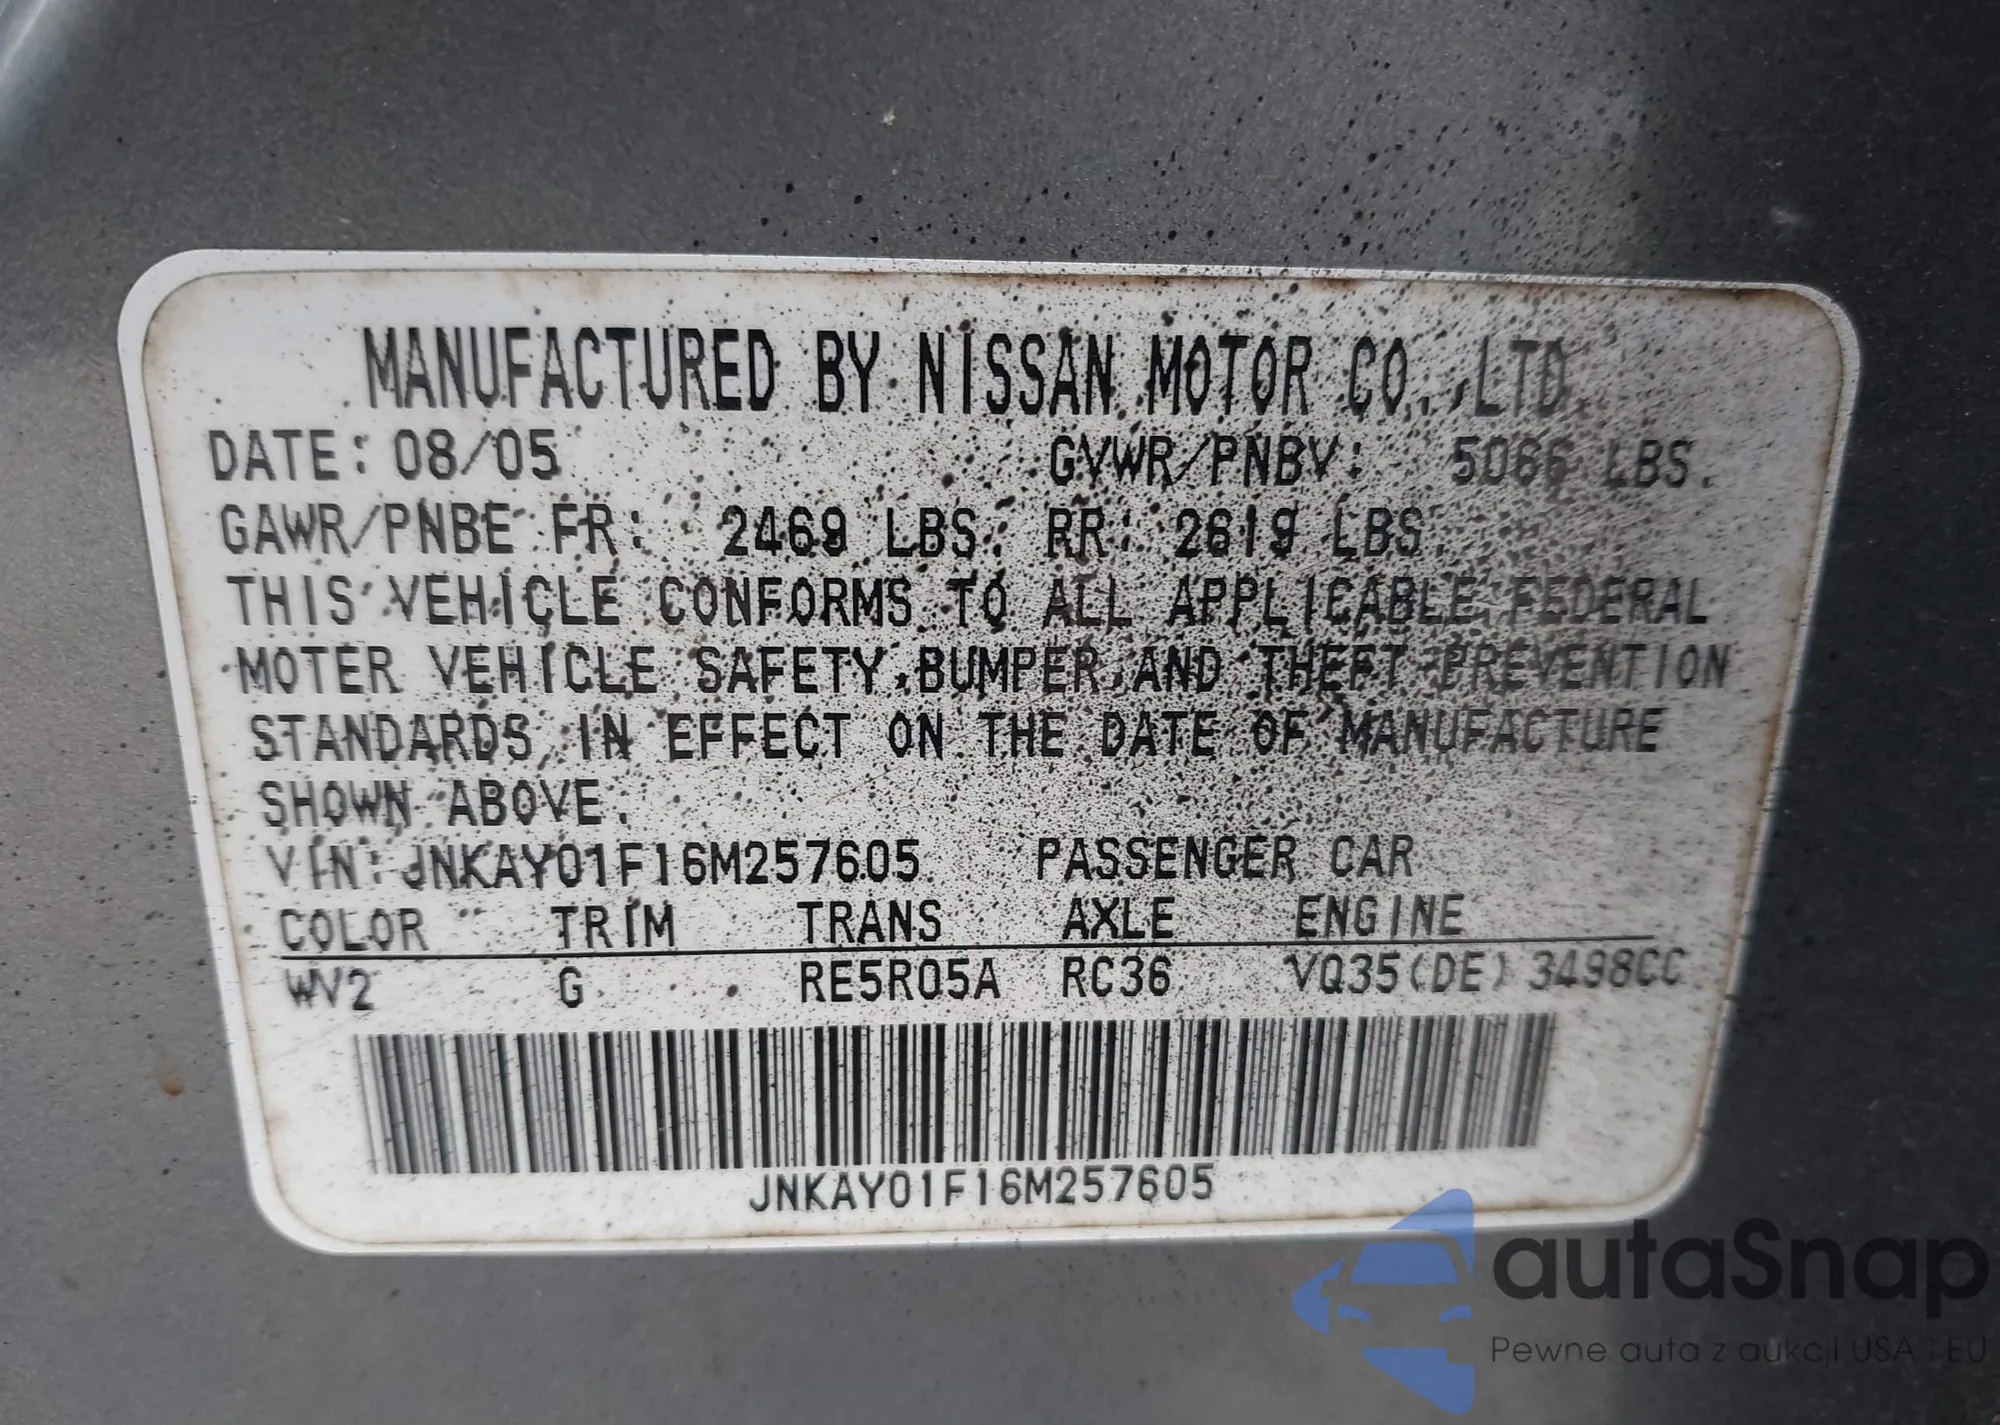 MANUFACTURED BY NISSAN MOTOR CO.,LTD.
DATE: 08/05 GVWR/PNBV: 5066 LBS.
GAWR/PNBE FR: 2469 LBS. RR: 2619 LBS.
THIS VEHICLE CONFORMS TO ALL APPLICABLE FEDERAL
MOTER VEHICLE SAFETY,BUMPER,AND THEFT PREVENTION
STANDARDS IN EFFECT ON THE DATE OF MANUFACTURE
SHOWN ABOVE.
VIN: JNKAY01F16M257605 PASSENGER CAR
COLOR TRIM TRANS AXLE ENGINE
WV2 G RE5R05A RC36 VQ35(DE) 3498CC
JNKAY01F16M257605
autaSnap
Pewne auta z aukcji USA i EU